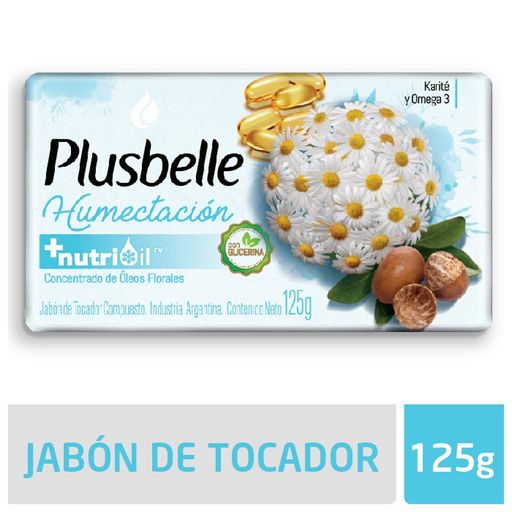 Karité
y Omega 3
Plusbelle
Humectación
+nutrioil™
con
GLICERINA
Concentrado de Óleos Florales
Jabón de Tocador Compuesto. Industria Argentina. Contenido Neto 125g
JABÓN DE TOCADOR 125g